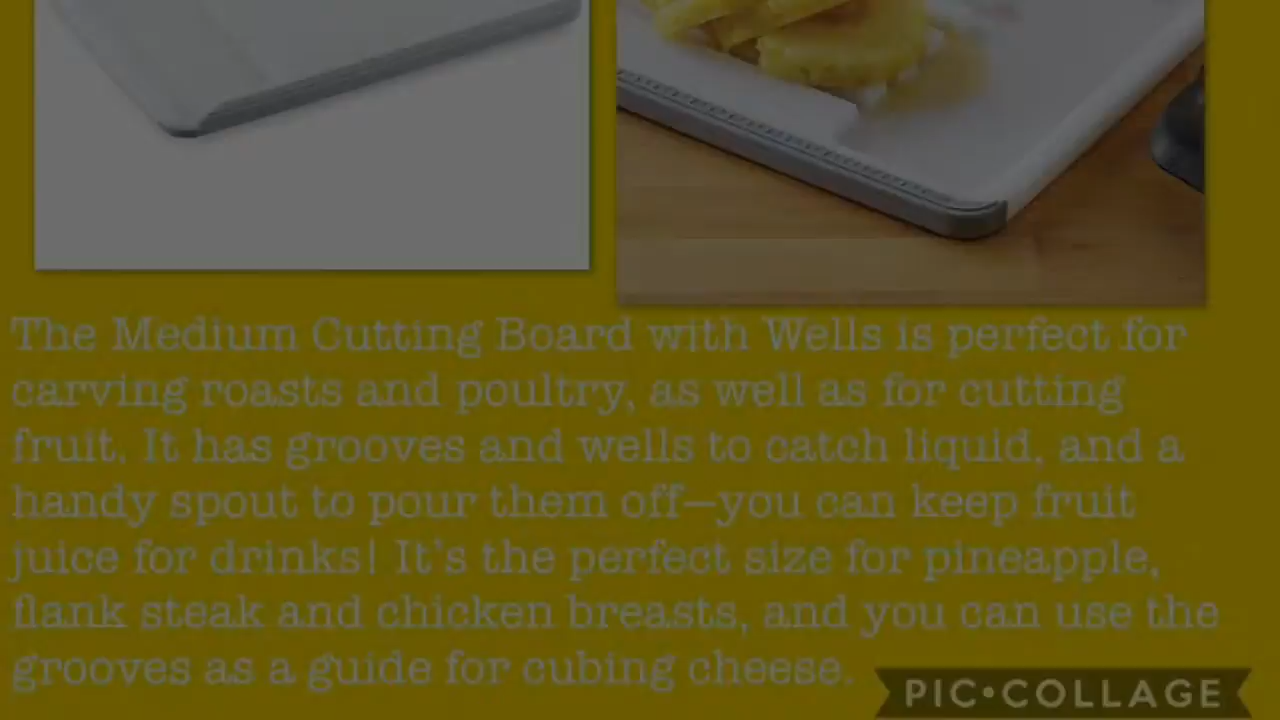 The Medium Cutting Board with Wells is perfect for
carving roasts and poultry, as well as for cutting
fruit. It has grooves and wells to catch liquid, and a
handy spout to pour them off—you can keep fruit
juice for drinks! It's the perfect size for pineapple,
flank steak and chicken breasts, and you can use the
grooves as a guide for cubing cheese.
PIC•COLLAGE